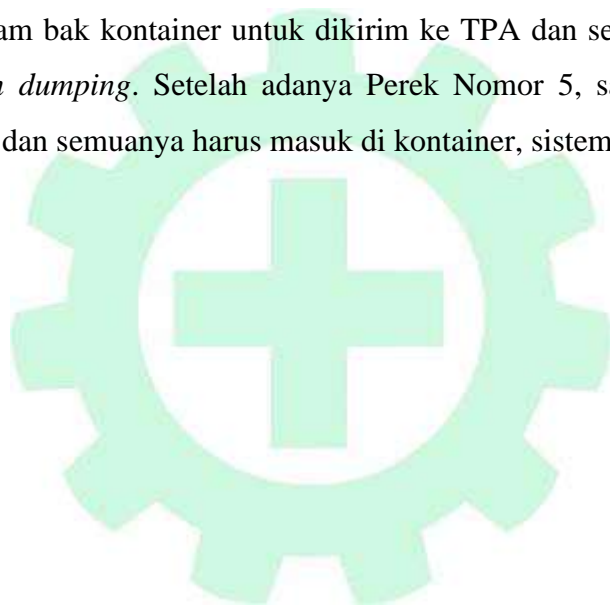 am bak kontainer untuk dikirim ke TPA dan se
n dumping. Setelah adanya Perek Nomor 5, sa
dan semuanya harus masuk di kontainer, sistem